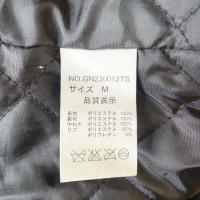 NO.GN230012TS
サイズ M
品質表示
表地 ポリエステル 100%
裏地 ポリエステル 100%
中わた ポリエステル 100%
リブ ポリエステル 97%
ポリウレタン 3%